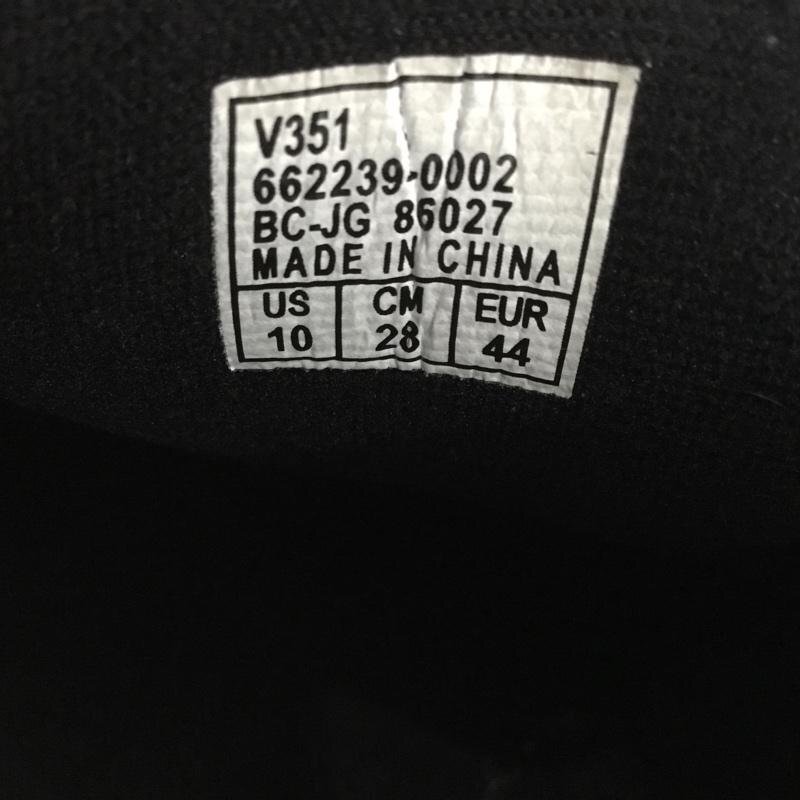 V351
662239-0002
BC-JG 86027
MADE IN CHINA
US CM EUR
10 28 44